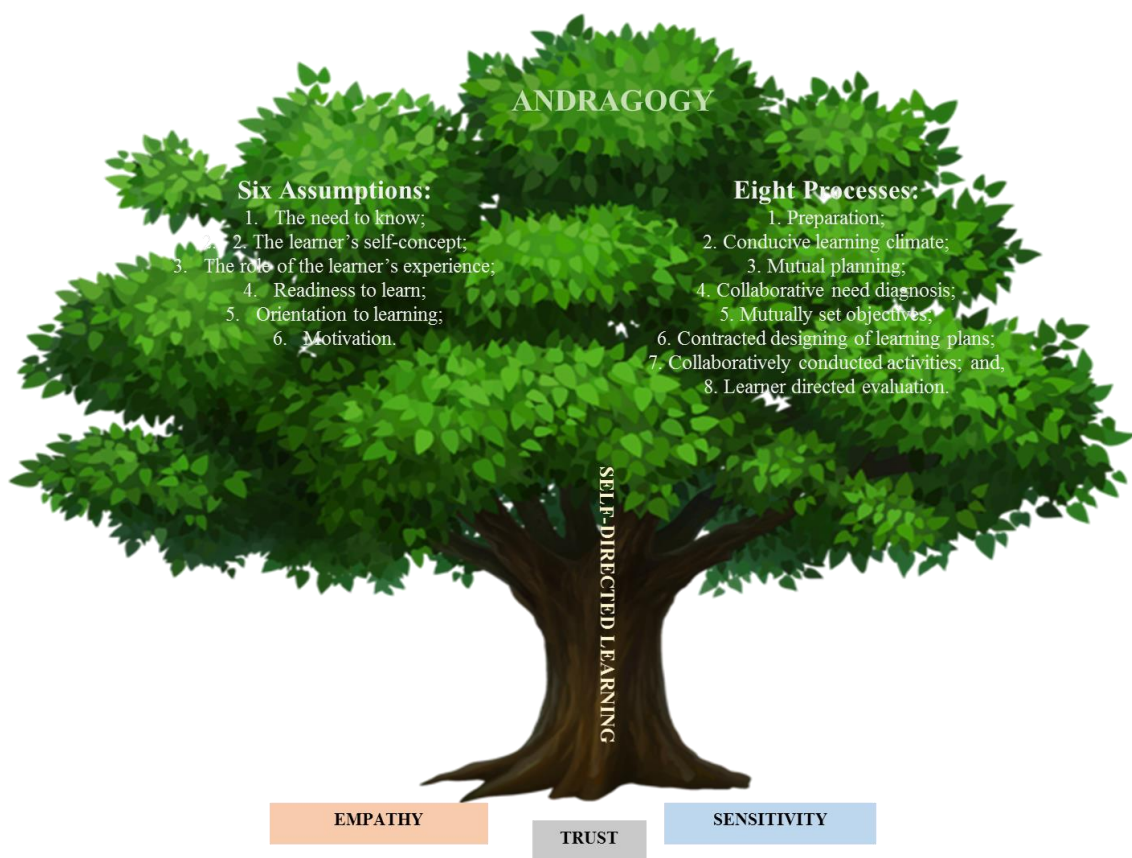 ANDRAGOGY
Six Assumptions:
1. The need to know;
2. 2. The learner's self-concept;
3. The role of the learner's experience;
4. Readiness to learn;
5. Orientation to learning;
6. Motivation.
Eight Processes:
1. Preparation;
2. Conducive learning climate;
3. Mutual planning;
4. Collaborative need diagnosis;
5. Mutually set objectives;
6. Contracted designing of learning plans;
7. Collaboratively conducted activities; and,
8. Learner directed evaluation.
SELF-DIRECTED LEARNING
EMPATHY
TRUST
SENSITIVITY